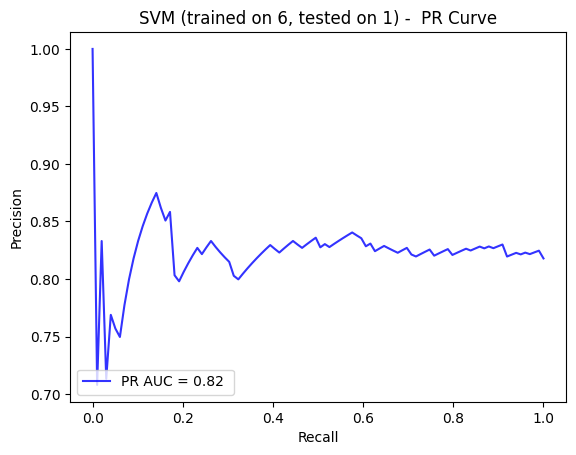 SVM (trained on 6, tested on 1) -  PR Curve
1.00
0.95
0.90
0.85
0.80
0.75
0.70
Precision
PR AUC = 0.82
0.0 0.2 0.4 0.6 0.8 1.0
Recall